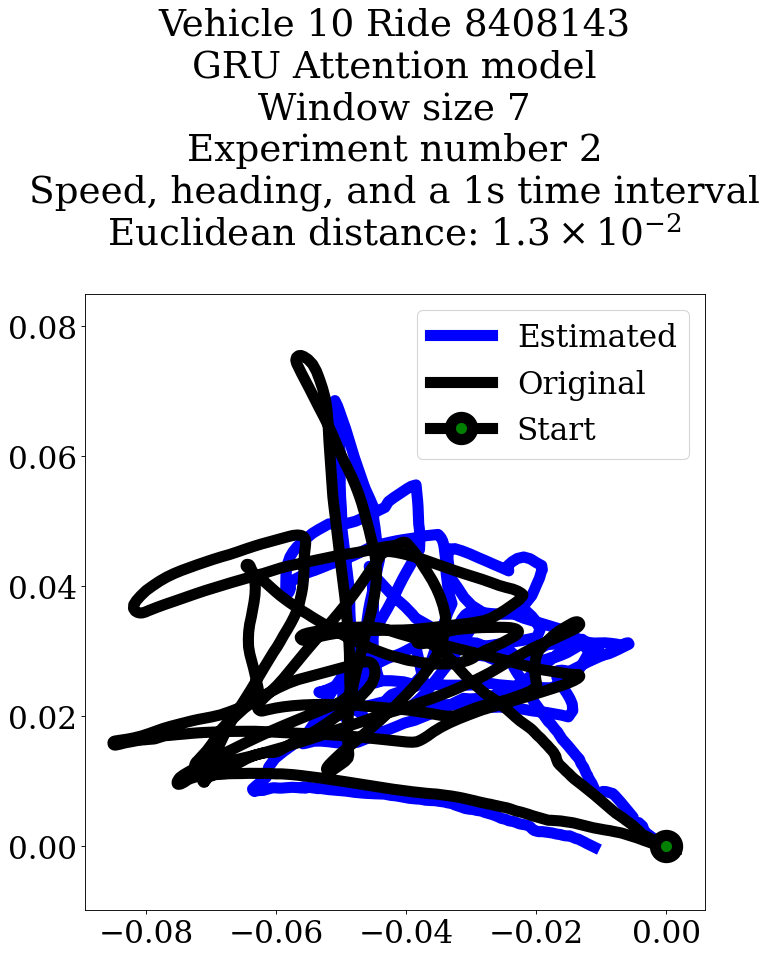 Vehicle 10 Ride 8408143
GRU Attention model
Window size 7
Experiment number 2
Speed, heading, and a 1s time interval
Euclidean distance: 1.3 × 10⁻²
Estimated
Original
Start
0.08
0.06
0.04
0.02
0.00
−0.08 −0.06 −0.04 −0.02 0.00